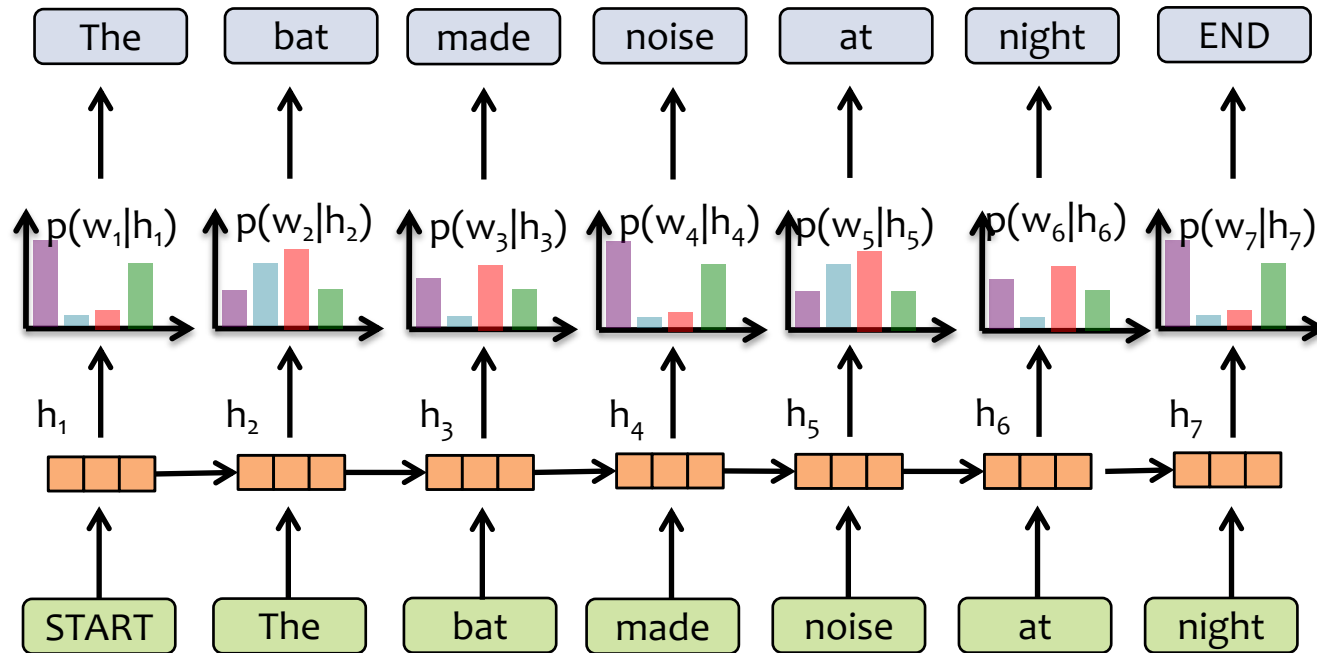 The bat made noise at night END
p(w₁|h₁) p(w₂|h₂) p(w₃|h₃) p(w₄|h₄) p(w₅|h₅) p(w₆|h₆) p(w₇|h₇)
h₁ h₂ h₃ h₄ h₅ h₆ h₇
START The bat made noise at night